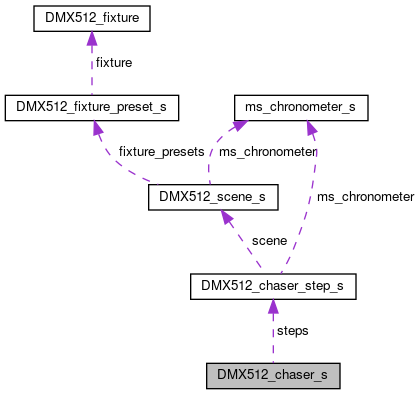 DMX512_fixture
fixture
DMX512_fixture_preset_s
ms_chronometer_s
fixture_presets
ms_chronometer
DMX512_scene_s
ms_chronometer
scene
DMX512_chaser_step_s
steps
DMX512_chaser_s